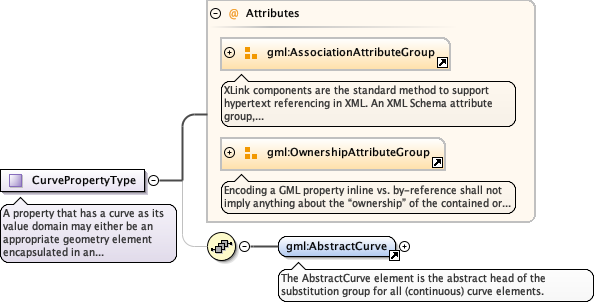 @ Attributes
gml:AssociationAttributeGroup
XLink components are the standard method to support
hypertext referencing in XML. An XML Schema attribute
group,...
gml:OwnershipAttributeGroup
Encoding a GML property inline vs. by-reference shall not
imply anything about the “ownership” of the contained or...
CurvePropertyType
A property that has a curve as its
value domain may either be an
appropriate geometry element
encapsulated in an...
gml:AbstractCurve
The AbstractCurve element is the abstract head of the
substitution group for all (continuous) curve elements.